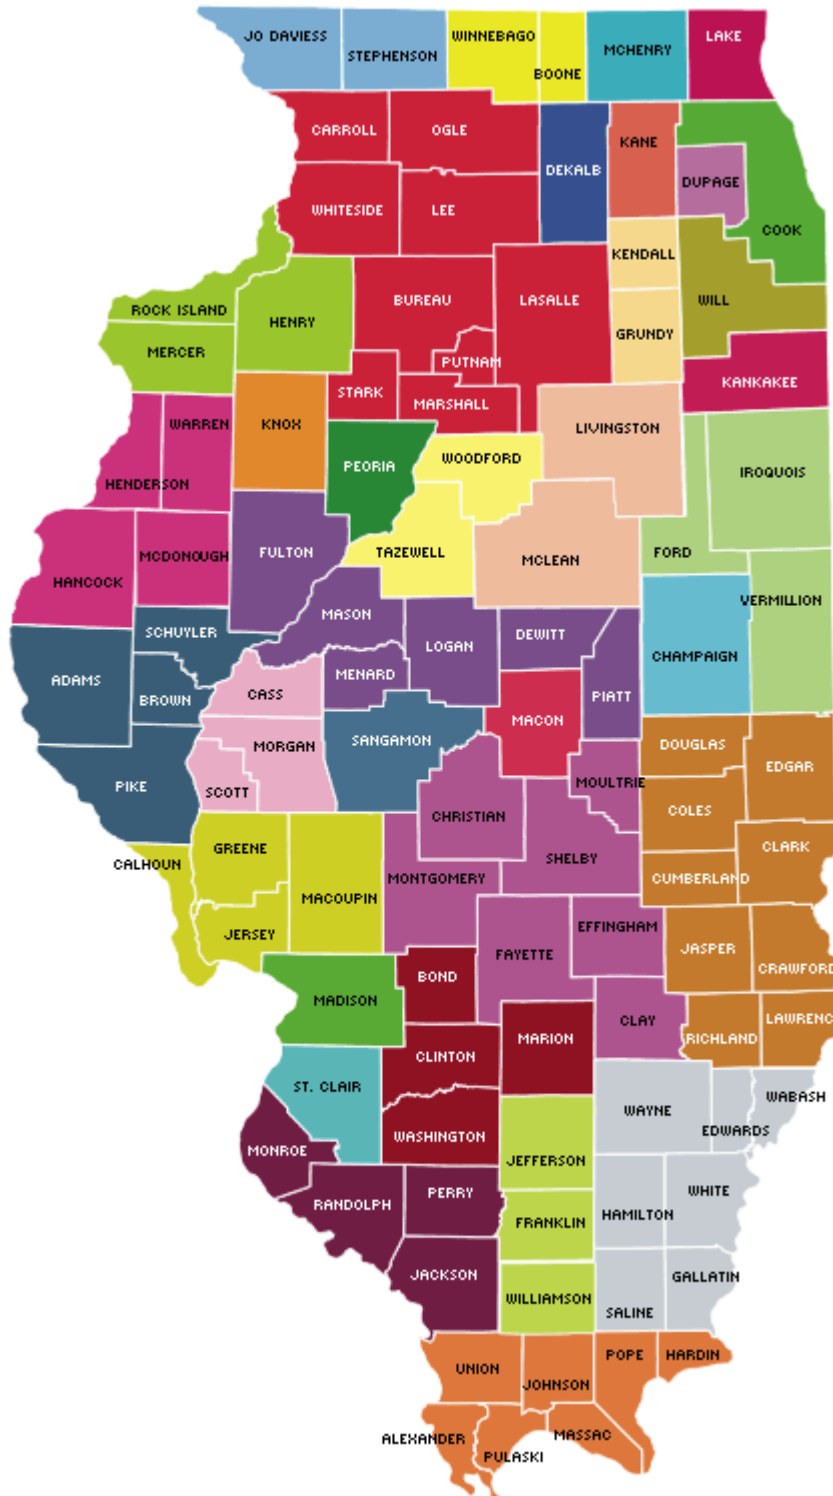 JO DAVIESS
STEPHENSON
WINNEBAGO
BOONE
MCHENRY
LAKE
CARROLL
OGLE
DEKALB
KANE
DUPAGE
COOK
WHITESIDE
LEE
KENDALL
ROCK ISLAND
HENRY
BUREAU
LASALLE
GRUNDY
WILL
MERCER
PUTNAM
KANKAKEE
STARK
MARSHALL
WARREN
KNOX
LIVINGSTON
HENDERSON
PEORIA
WOODFORD
IROQUOIS
HANCOCK
MCDONOUGH
FULTON
TAZEWELL
MCLEAN
FORD
VERMILLION
SCHUYLER
MASON
LOGAN
DEWITT
CHAMPAIGN
ADAMS
BROWN
CASS
MENARD
PIATT
MACON
PIKE
SCOTT
MORGAN
SANGAMON
DOUGLAS
EDGAR
MOULTRIE
CHRISTIAN
COLES
CALHOUN
GREENE
SHELBY
CLARK
MACOUPIN
MONTGOMERY
CUMBERLAND
JERSEY
FAYETTE
EFFINGHAM
JASPER
CRAWFORD
MADISON
BOND
CLAY
RICHLAND
LAWRENC
MARION
ST. CLAIR
CLINTON
WAYNE
EDWARDS
WABASH
MONROE
WASHINGTON
JEFFERSON
RANDOLPH
PERRY
FRANKLIN
HAMILTON
WHITE
JACKSON
WILLIAMSON
SALINE
GALLATIN
UNION
JOHNSON
POPE
HARDIN
ALEXANDER
PULASKI
MASSAC